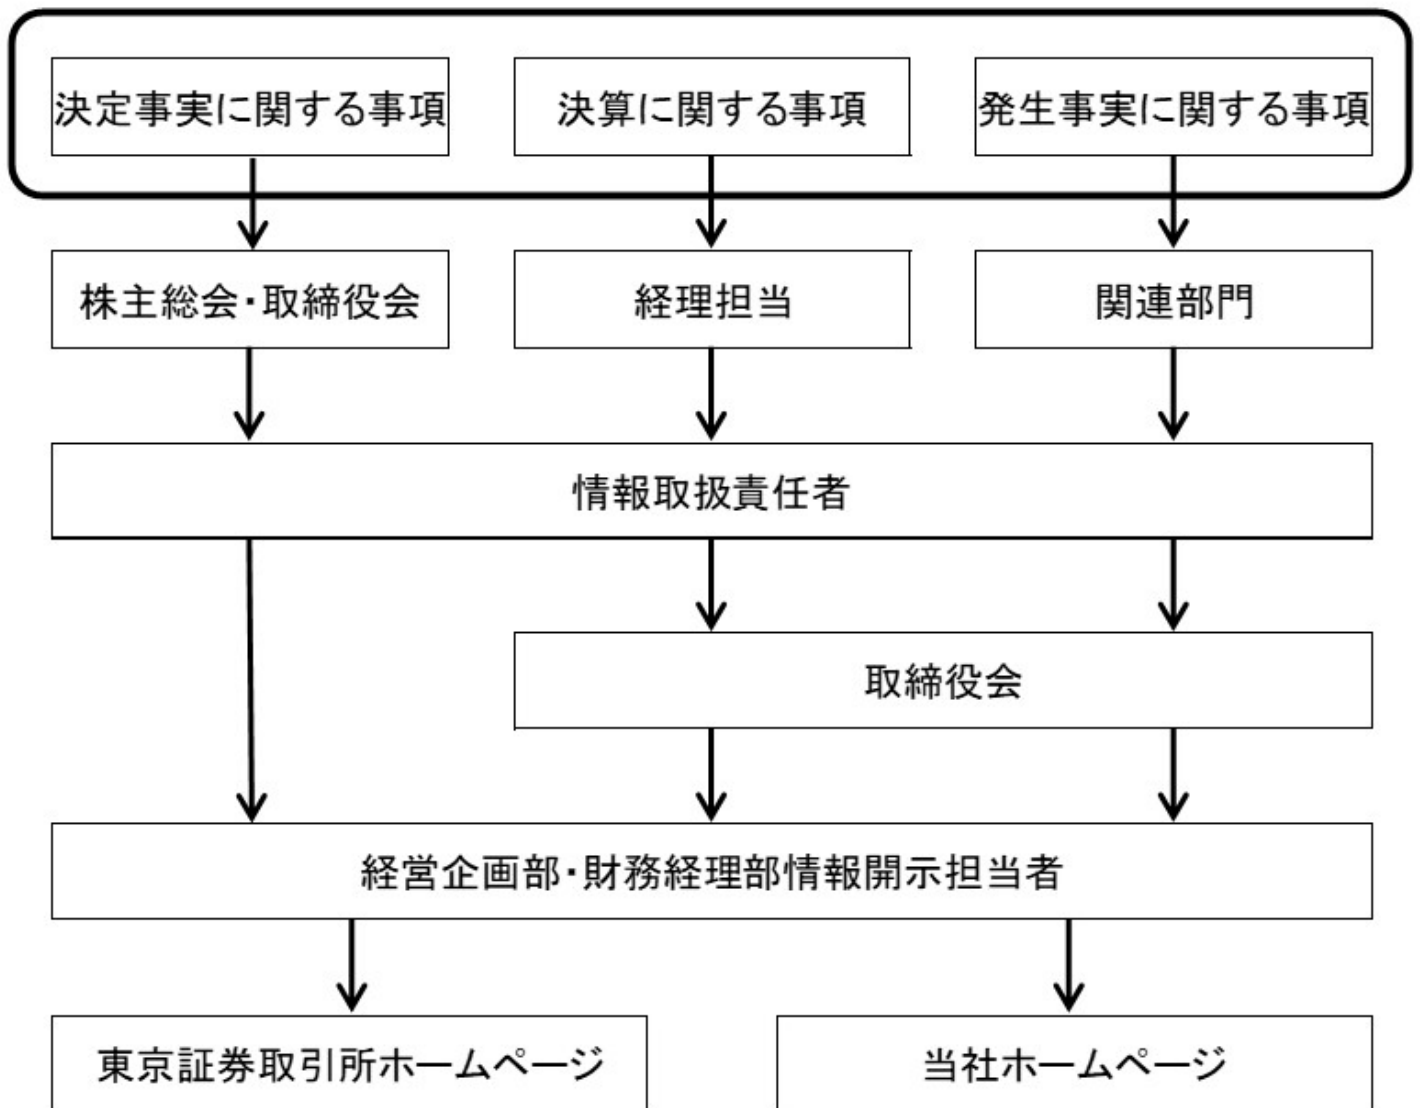 決定事実に関する事項
決算に関する事項
発生事実に関する事項
株主総会・取締役会
経理担当
関連部門
情報取扱責任者
取締役会
経営企画部・財務経理部情報開示担当者
東京証券取引所ホームページ
当社ホームページ